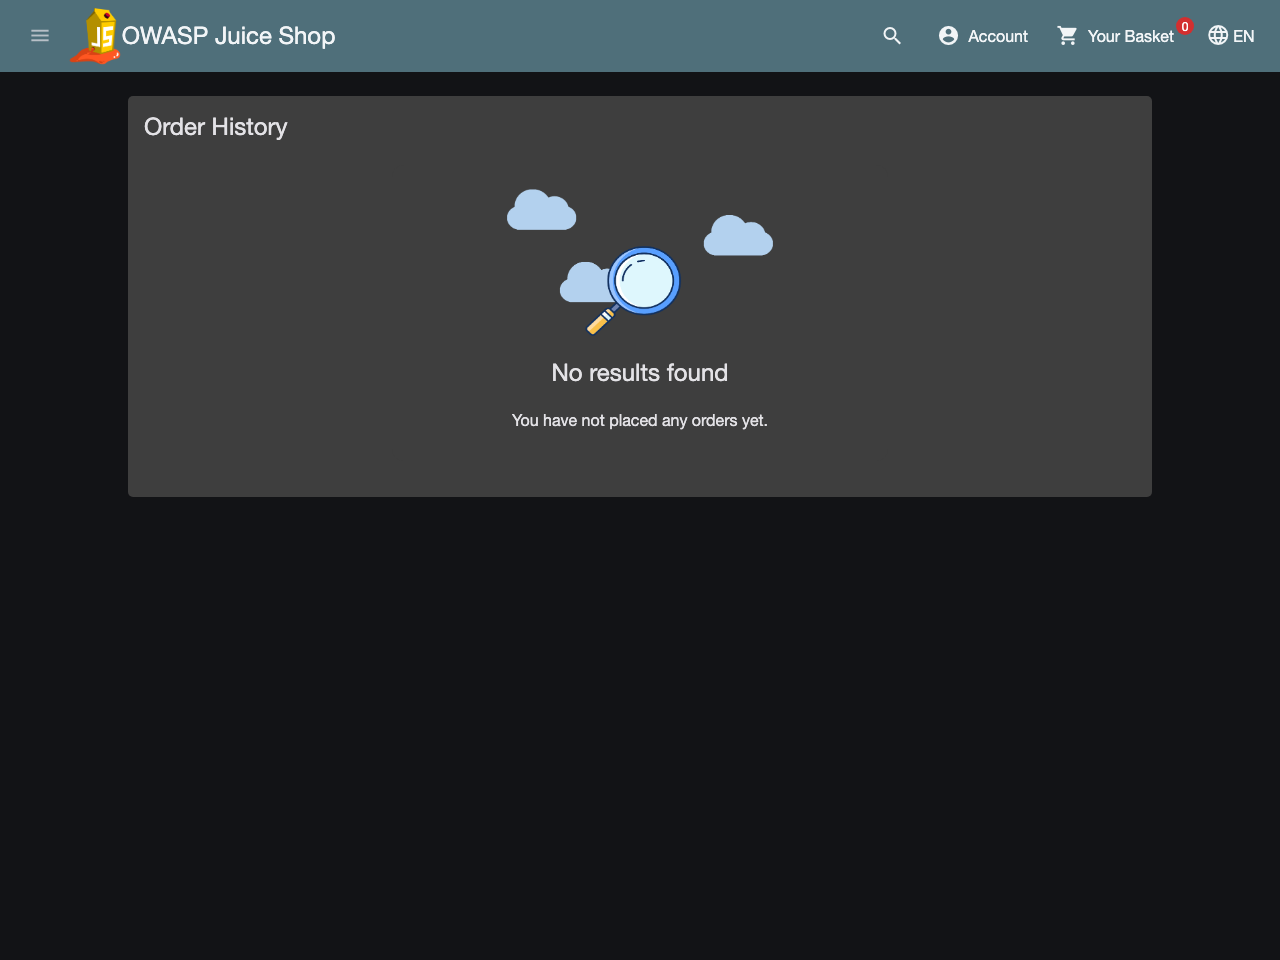 OWASP Juice Shop
Account
Your Basket
0
EN
Order History
No results found
You have not placed any orders yet.